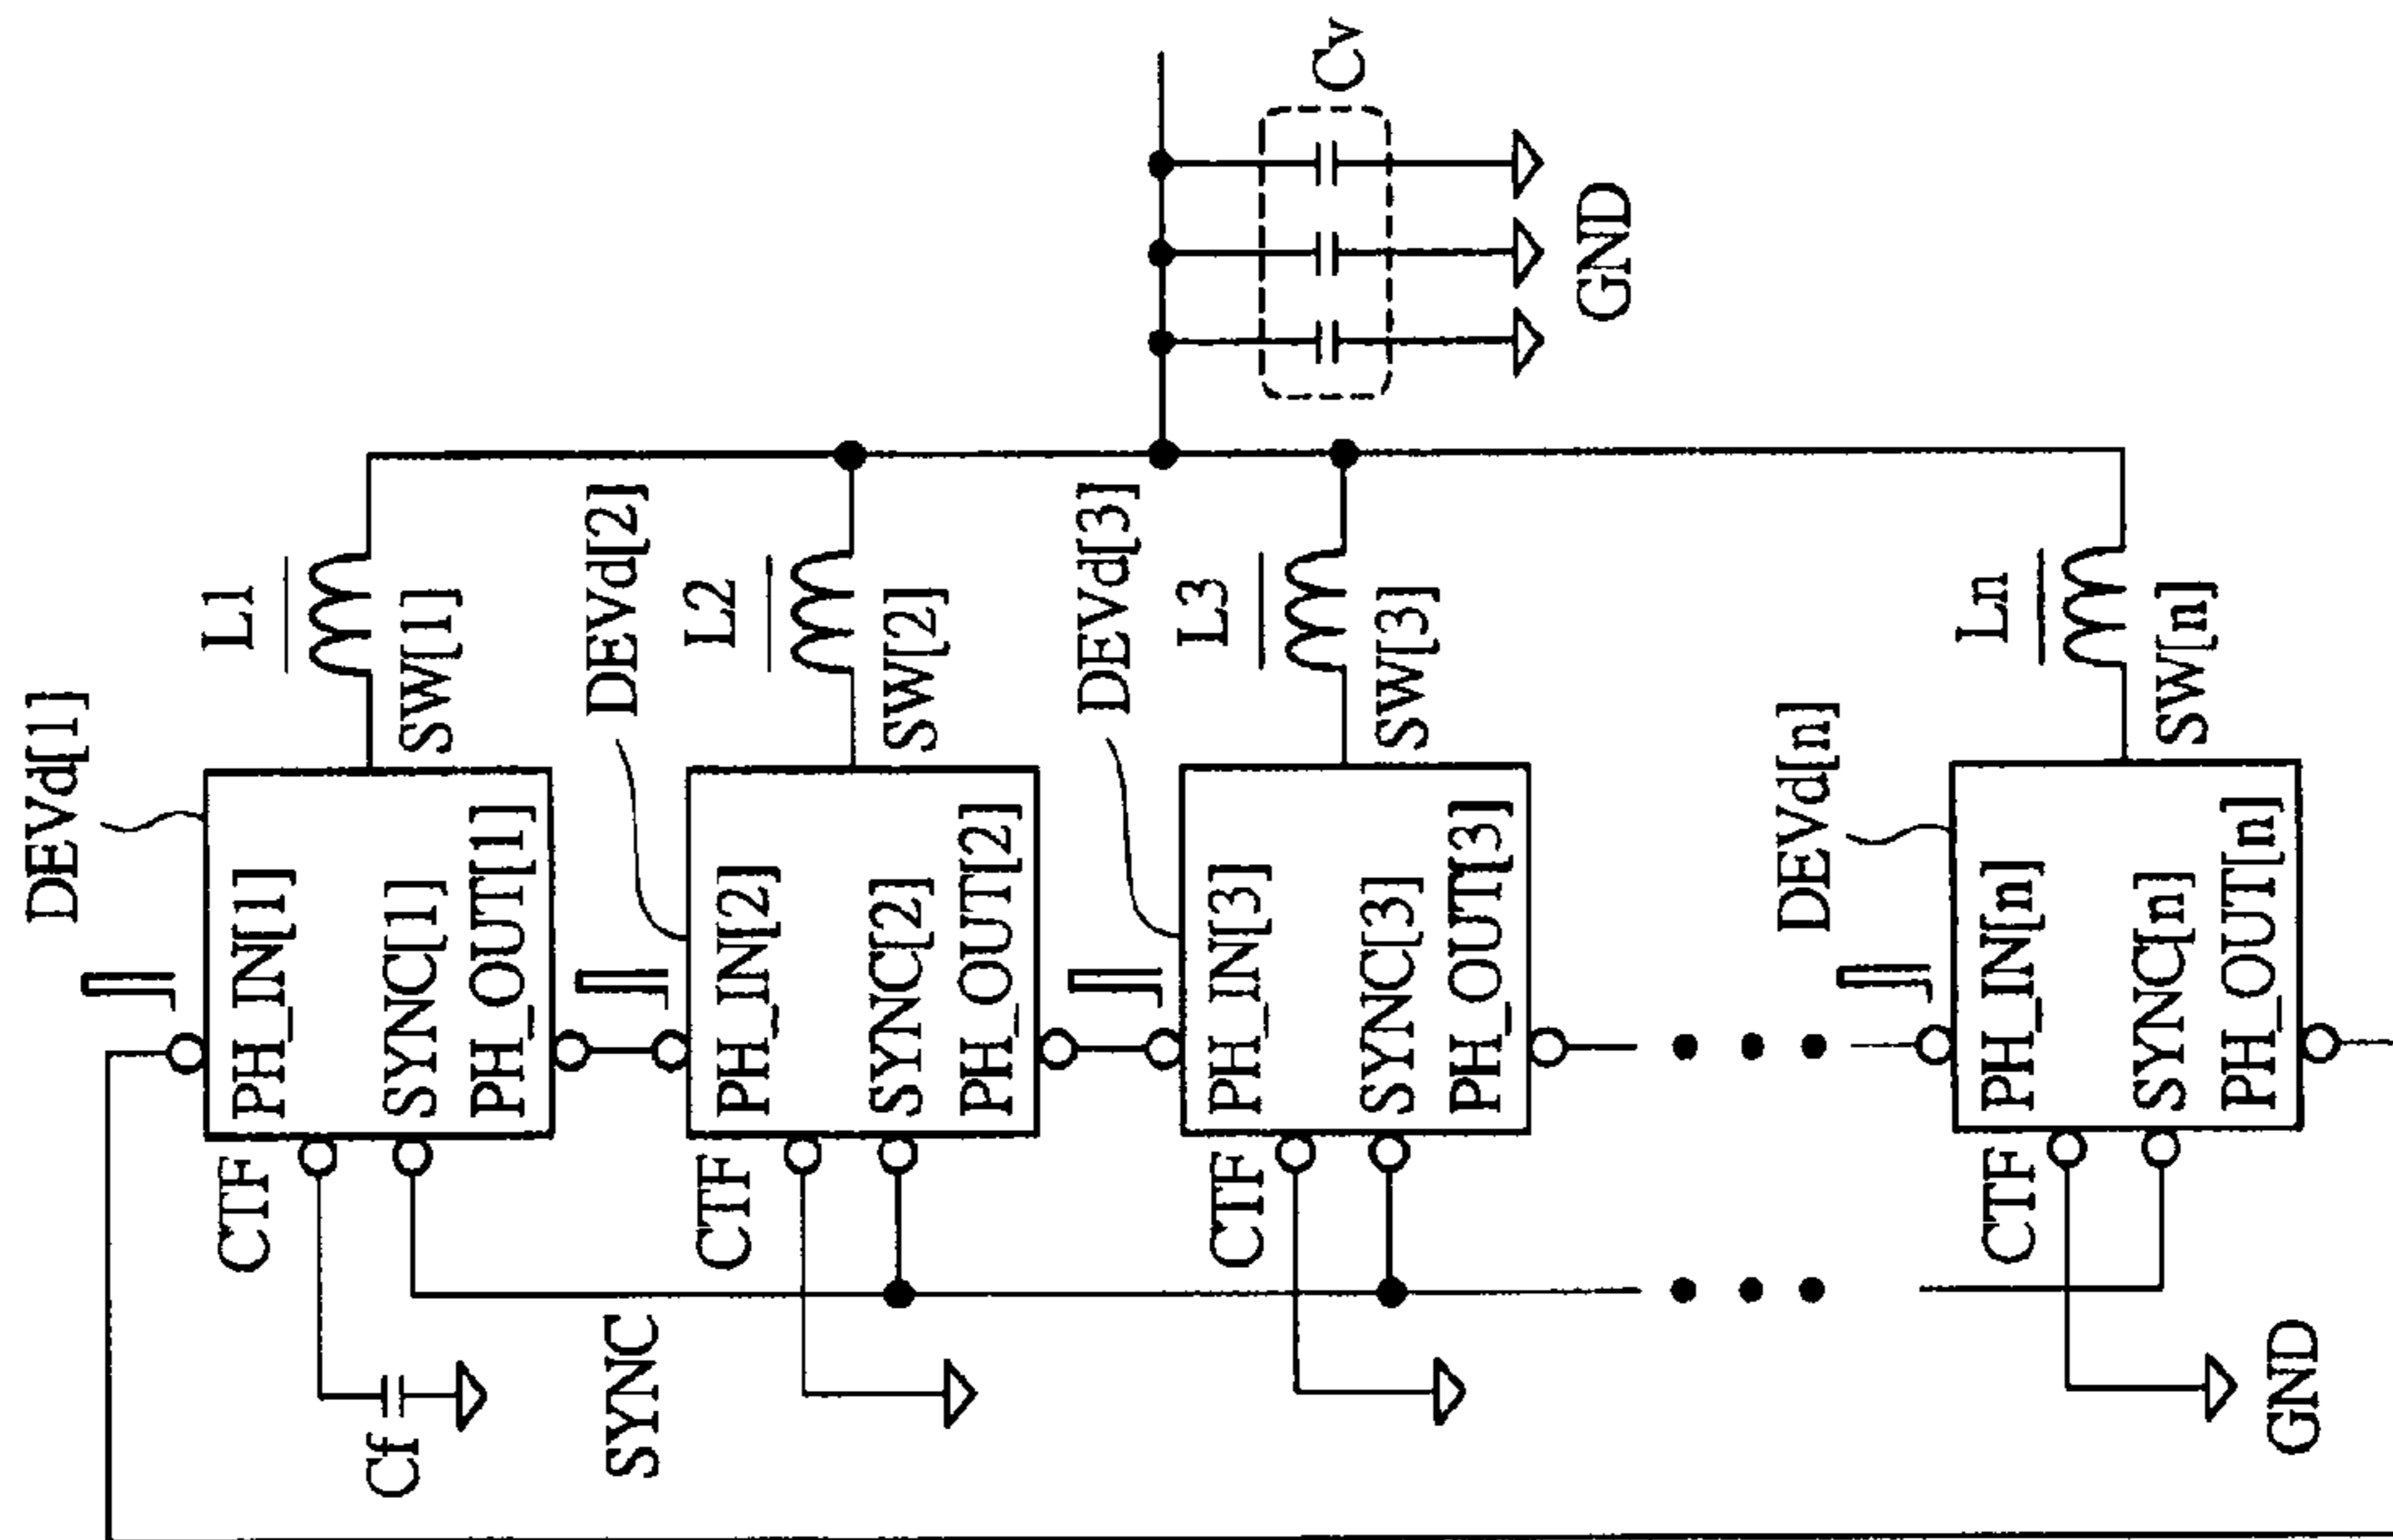 DEVd[1]
L1
PH_IN[1]
SW[1]
CTF
SYNC[1]
PH_OUT[1]
Cf
DEVd[2]
L2
PH_IN[2]
SW[2]
CTF
SYNC[2]
PH_OUT[2]
SYNC
DEVd[3]
L3
PH_IN[3]
SW[3]
CTF
SYNC[3]
PH_OUT[3]
Cv
GND
DEVd[n]
Ln
PH_IN[n]
SW[n]
CTF
SYNC[n]
PH_OUT[n]
GND